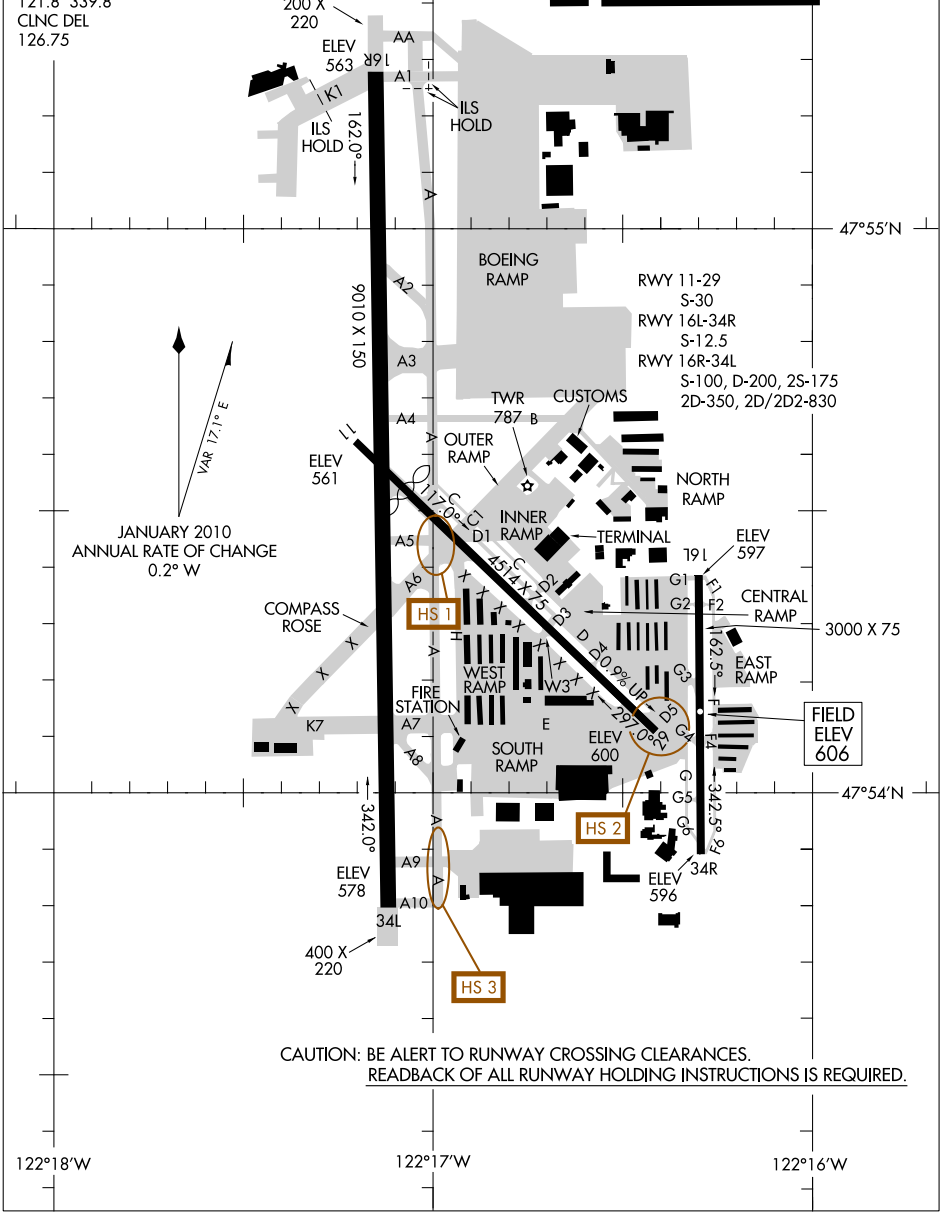 121.8 339.8
CLNC DEL
126.75
200 X
220
AA
ELEV
563
16R
A1
K1
ILS
HOLD
ILS
HOLD
162.0°
A
47°55'N
BOEING
RAMP
A2
RWY 11-29
S-30
RWY 16L-34R
S-12.5
RWY 16R-34L
S-100, D-200, 2S-175
2D-350, 2D/2D2-830
9010 X 150
A3
VAR 17.1° E
TWR
787
CUSTOMS
A4
B
11
A
OUTER
RAMP
ELEV
561
NORTH
RAMP
117.0°
C
C1
INNER
RAMP
TERMINAL
JANUARY 2010
ANNUAL RATE OF CHANGE
0.2° W
A5
D1
ELEV
597
16L
4514 X 75
C
D2
A6
X
G1
F1
HS 1
COMPASS
ROSE
G2
F2
CENTRAL
RAMP
D3
D
3000 X 75
H
A
X
X
X
X
X
X
X
X
X
X
X
D4
0.9% UP
162.5°
WEST
RAMP
W3
G3
EAST
RAMP
FIRE
STATION
F
D5
FIELD
ELEV
606
K7
A7
E
297.0°
29
G4
F4
ELEV
600
SOUTH
RAMP
A8
G
47°54'N
342.0°
G5
342.5°
A
HS 2
G6
F6
A9
ELEV
578
A
34R
ELEV
596
A10
34L
400 X
220
HS 3
CAUTION: BE ALERT TO RUNWAY CROSSING CLEARANCES.
READBACK OF ALL RUNWAY HOLDING INSTRUCTIONS IS REQUIRED.
122°18'W
122°17'W
122°16'W